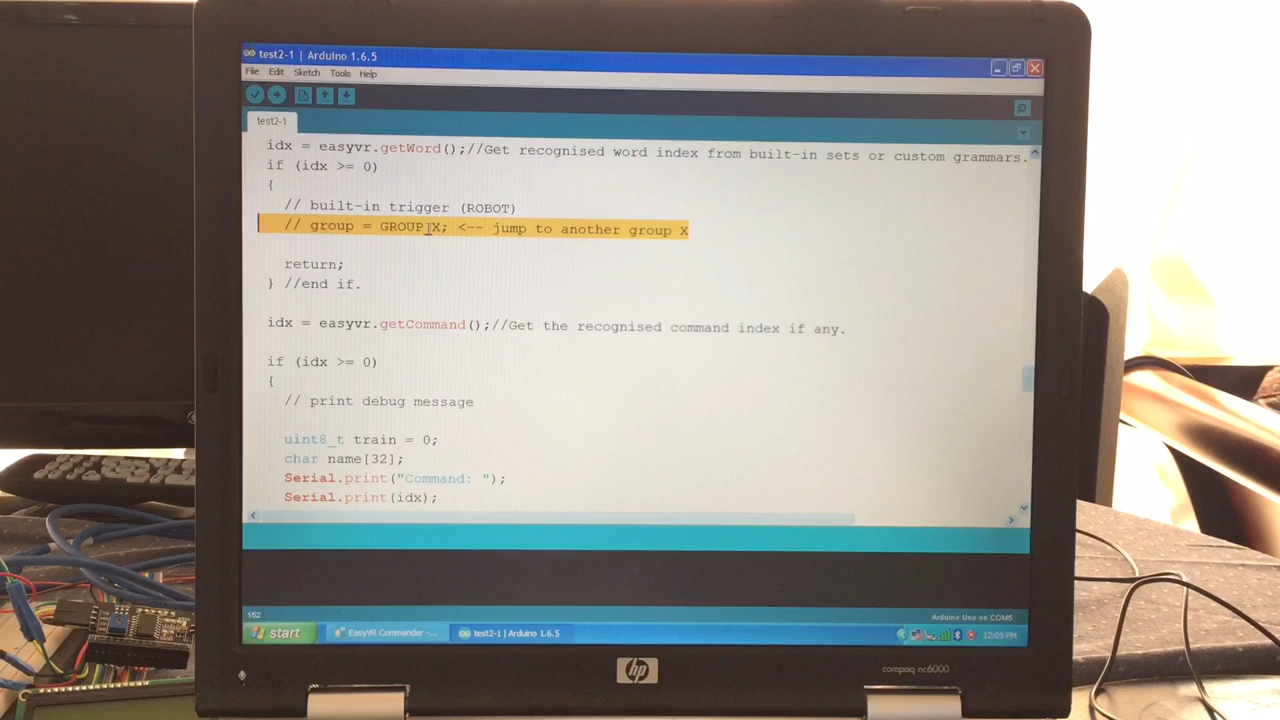 test2-1 | Arduino 1.6.5
File Edit Sketch Tools Help
test2-1
idx = easyvr.getWord();//Get recognised word index from built-in sets or custom grammars.
if (idx >= 0)
{
// built-in trigger (ROBOT)
// group = GROUP_X; <-- jump to another group X
return;
} //end if.
idx = easyvr.getCommand();//Get the recognised command index if any.
if (idx >= 0)
{
// print debug message
uint8_t train = 0;
char name[32];
Serial.print("Command: ");
Serial.print(idx);
152
Arduino Uno on COM5
start
EasyVR Commander -...
test2-1 | Arduino 1.6.5
12:05 PM
hp
compaq nc6000